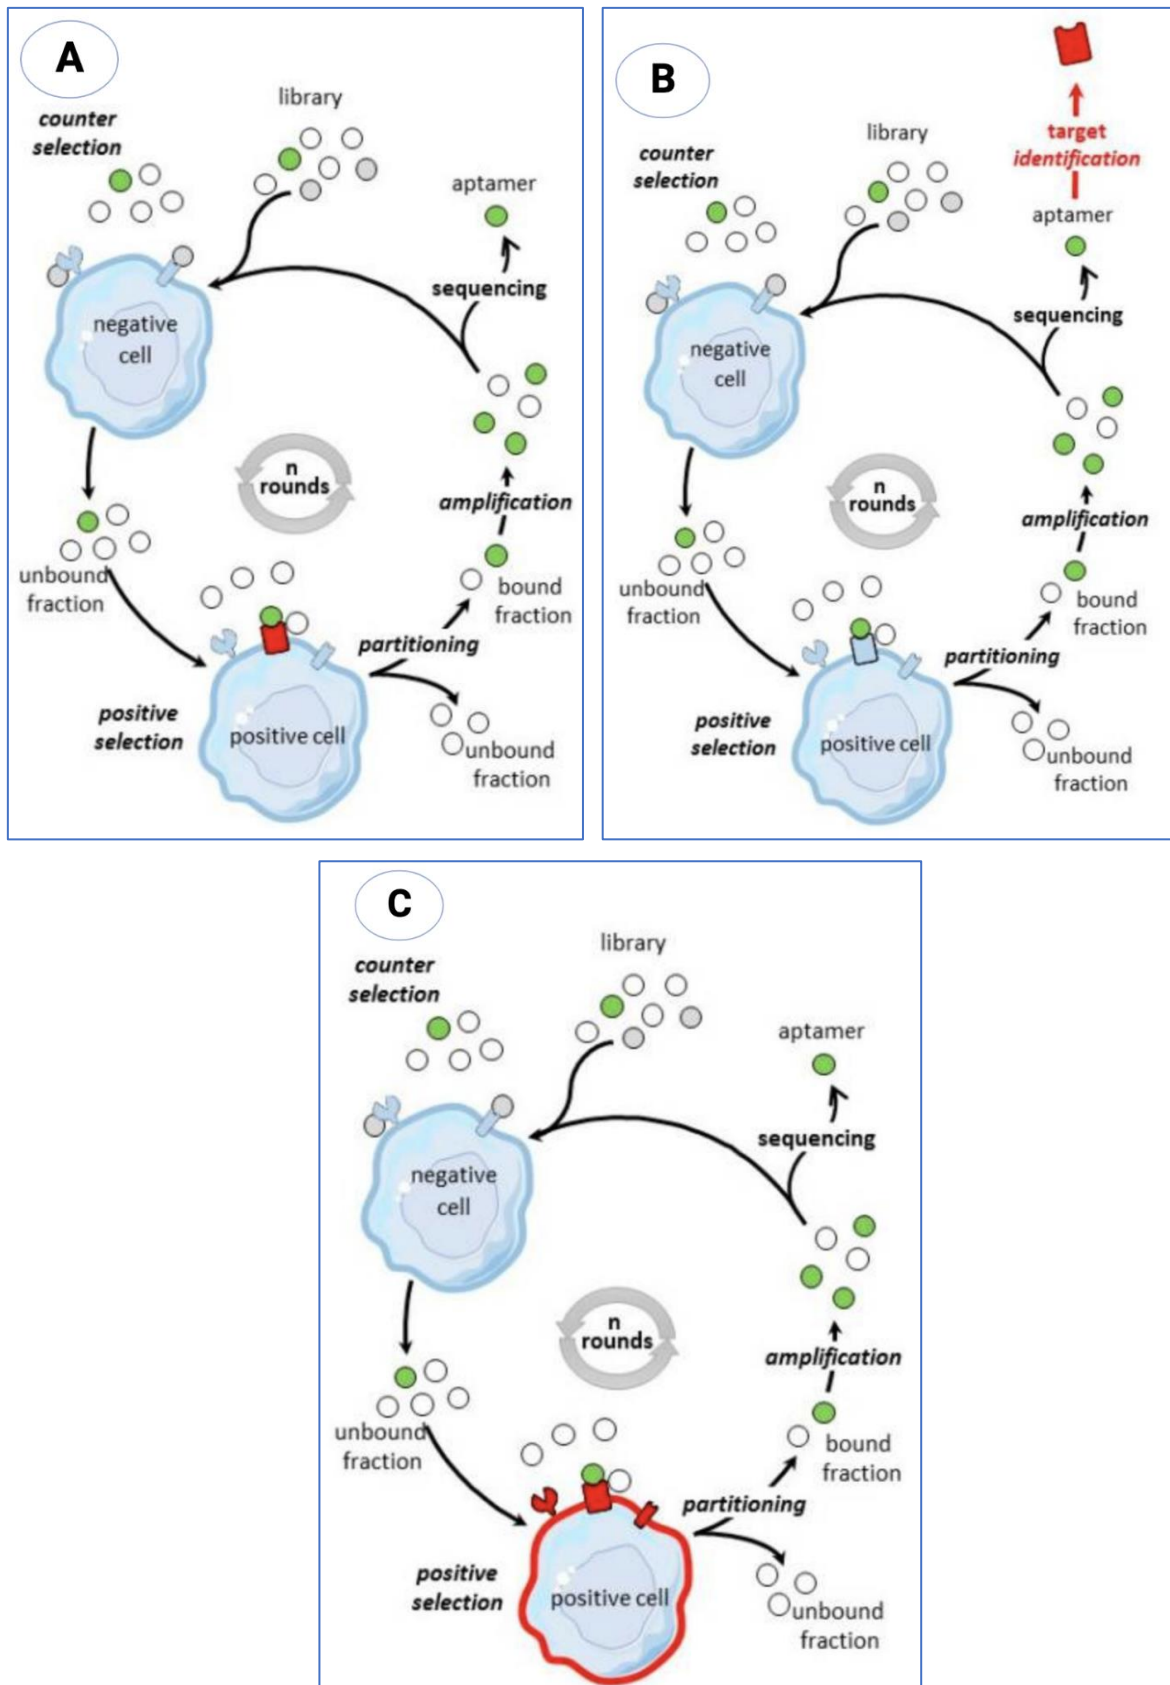 A
library
counter
selection
aptamer
sequencing
negative
cell
n
rounds
amplification
unbound
fraction
bound
fraction
partitioning
positive
selection
positive cell
unbound
fraction
B
target
identification
library
counter
selection
aptamer
sequencing
negative
cell
n
rounds
amplification
unbound
fraction
bound
fraction
partitioning
positive
selection
positive cell
unbound
fraction
C
library
counter
selection
aptamer
sequencing
negative
cell
n
rounds
amplification
unbound
fraction
bound
fraction
partitioning
positive
selection
positive cell
unbound
fraction